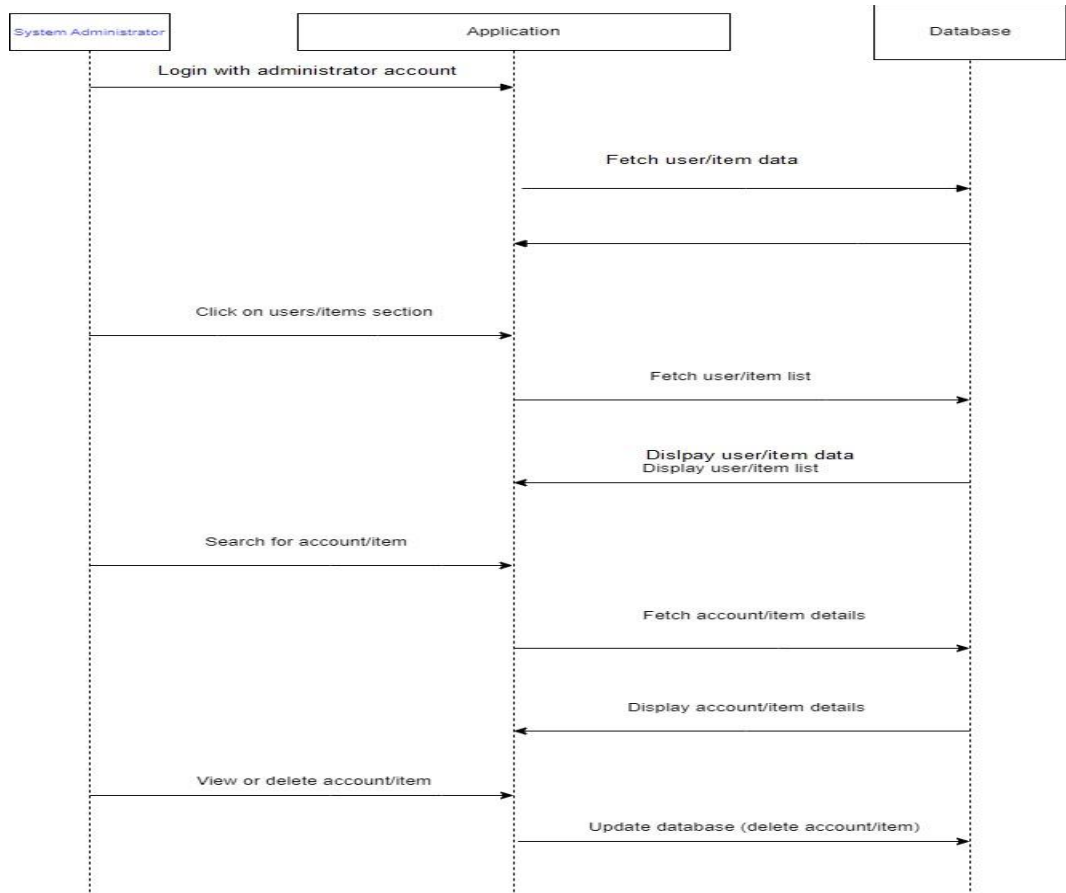 System Administrator
Application
Database
Login with administrator account
Fetch user/item data
Click on users/items section
Fetch user/item list
Dislpay user/item data
Display user/item list
Search for account/item
Fetch account/item details
Display account/item details
View or delete account/item
Update database (delete account/item)